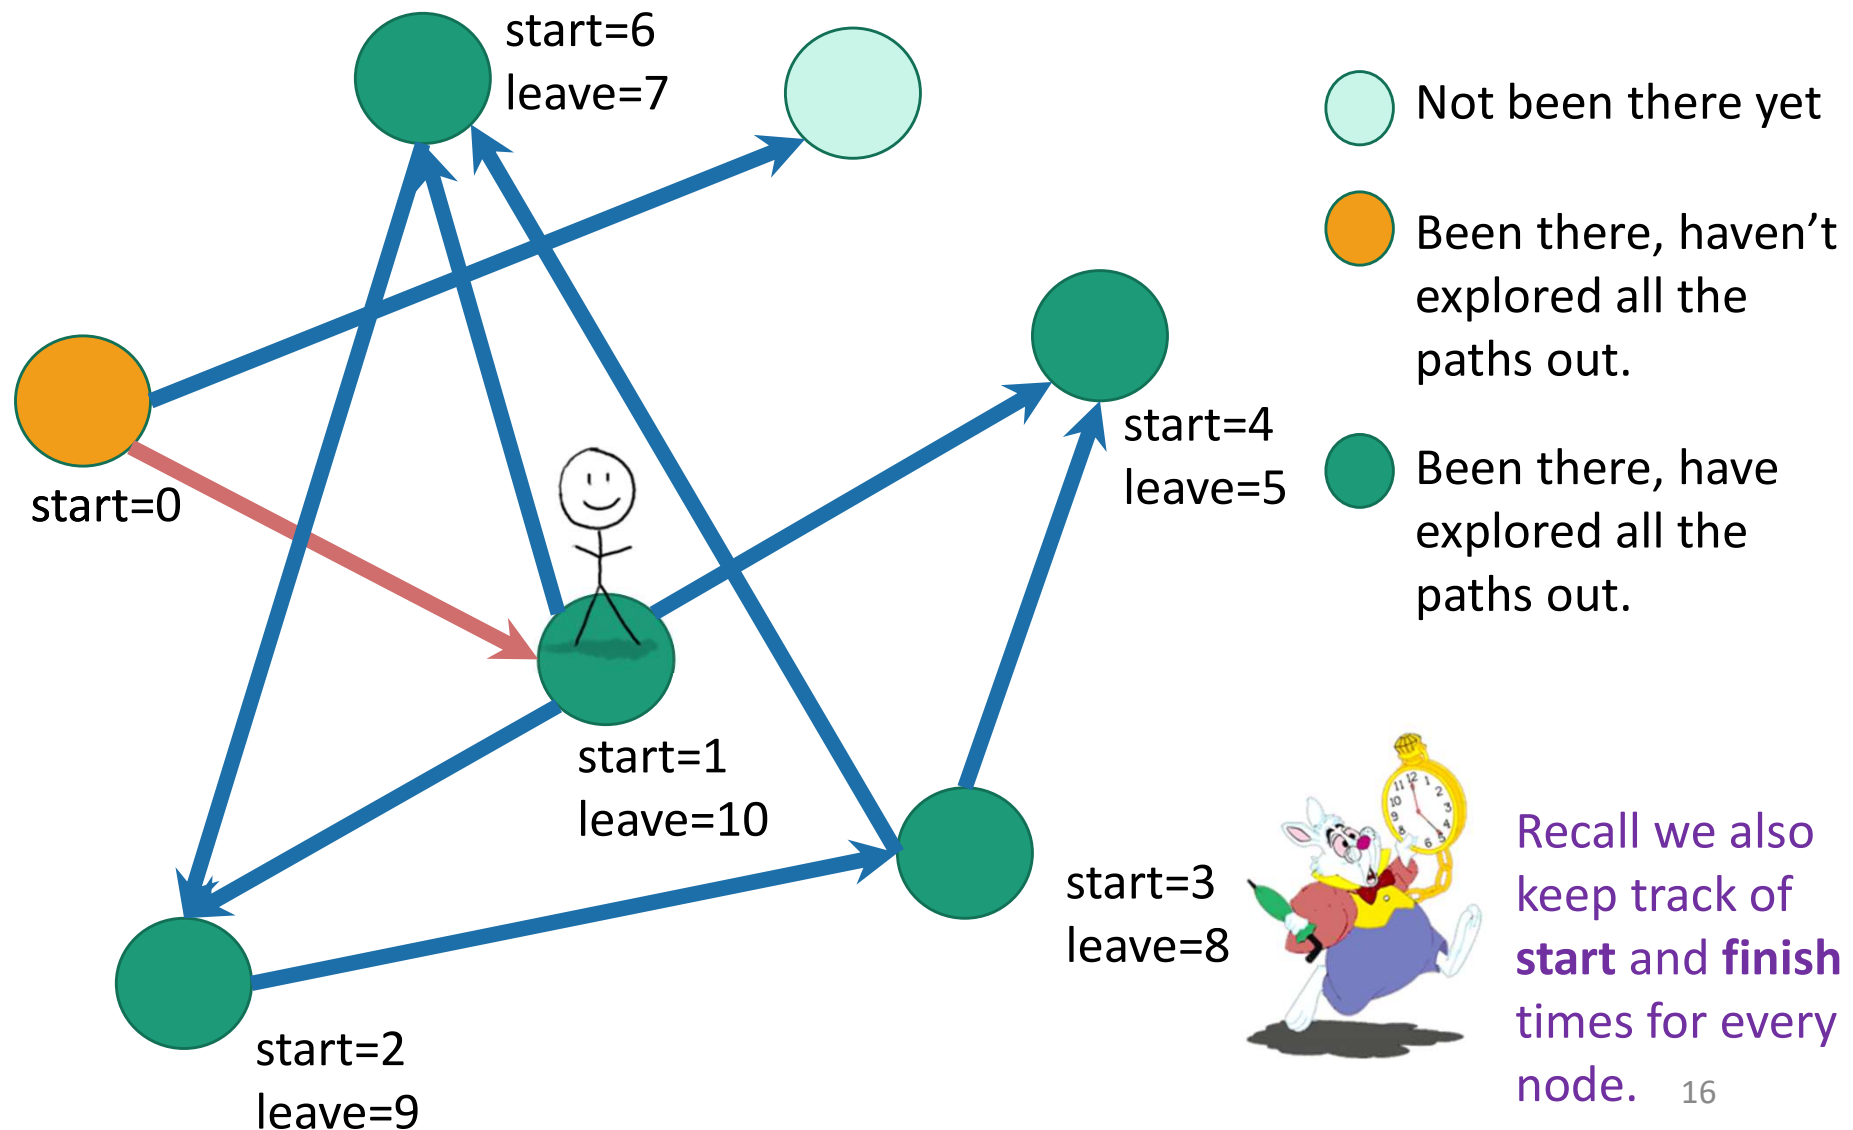 start=6
leave=7
start=0
start=4
leave=5
start=1
leave=10
start=3
leave=8
start=2
leave=9
Not been there yet
Been there, haven’t
explored all the
paths out.
Been there, have
explored all the
paths out.
Recall we also
keep track of
start and finish
times for every
node.
16